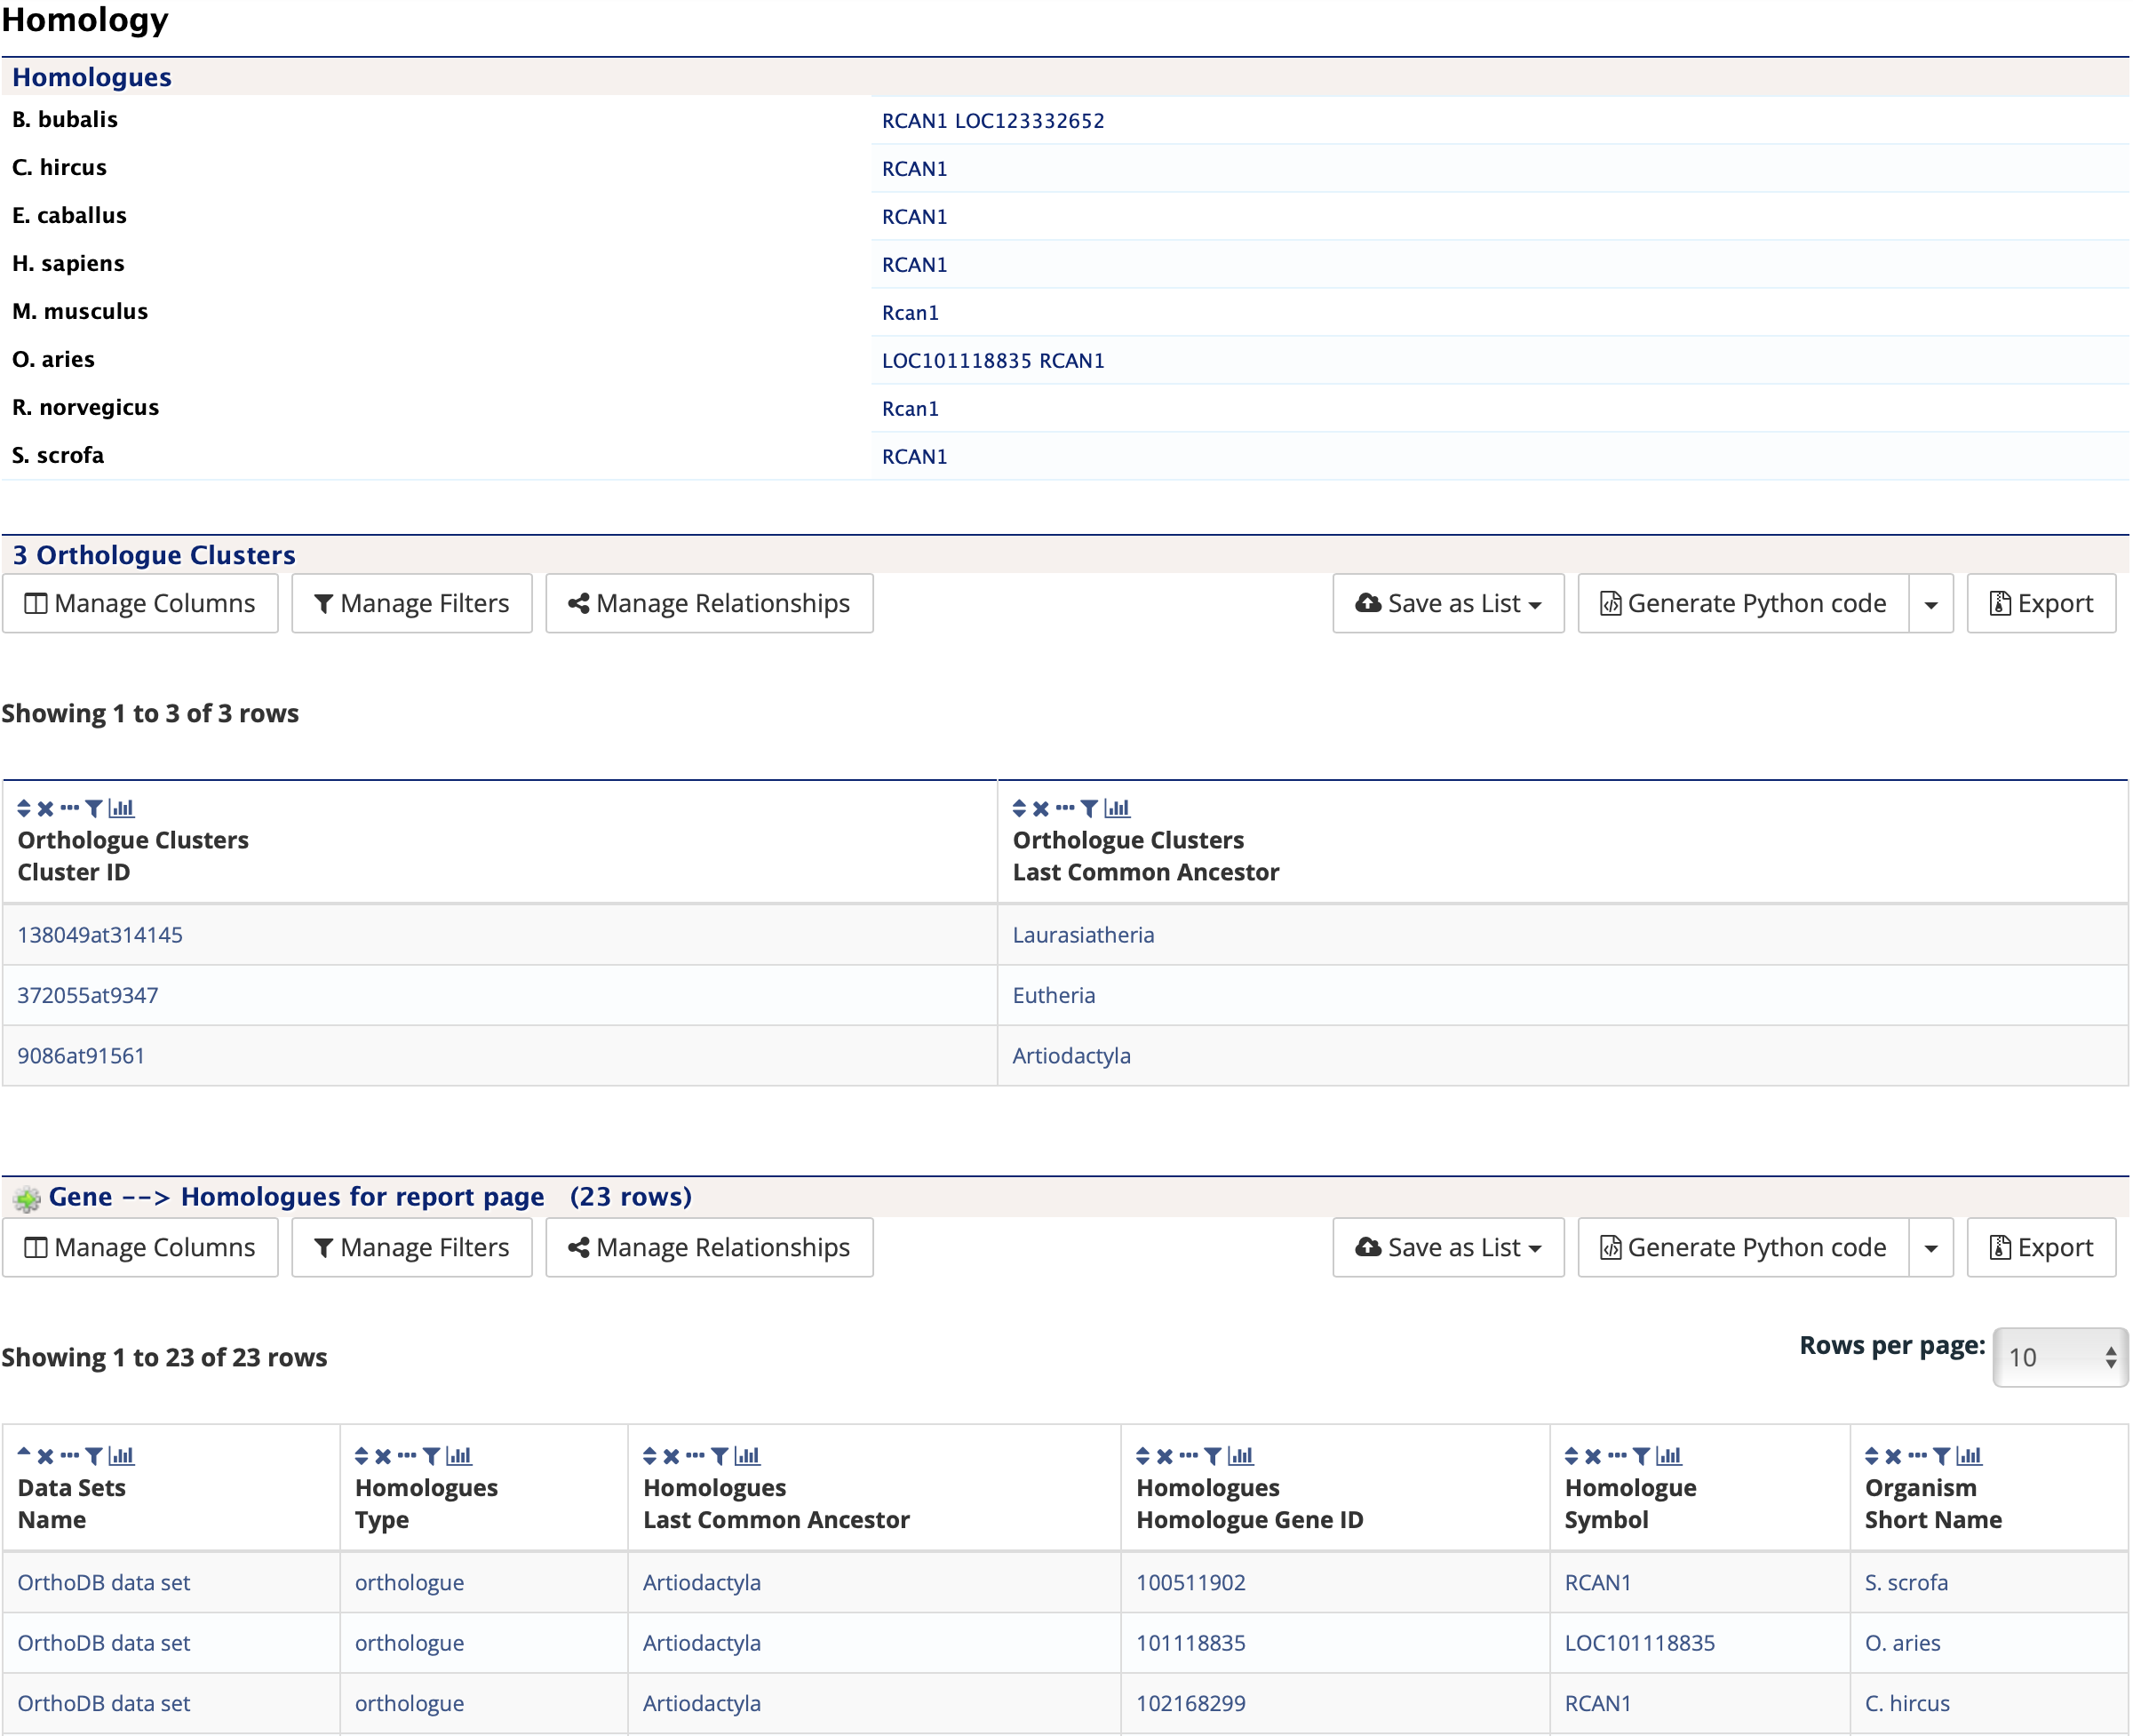 Homology
Homologues
B. bubalis RCAN1 LOC123332652
C. hircus RCAN1
E. caballus RCAN1
H. sapiens RCAN1
M. musculus Rcan1
O. aries LOC101118835 RCAN1
R. norvegicus Rcan1
S. scrofa RCAN1
3 Orthologue Clusters
Manage Columns Manage Filters Manage Relationships Save as List Generate Python code Export
Showing 1 to 3 of 3 rows
Orthologue Clusters Orthologue Clusters
Cluster ID Last Common Ancestor
138049at314145 Laurasiatheria
372055at9347 Eutheria
9086at91561 Artiodactyla
Gene --> Homologues for report page (23 rows)
Manage Columns Manage Filters Manage Relationships Save as List Generate Python code Export
Showing 1 to 23 of 23 rows Rows per page: 10
Data Sets Homologues Homologues Homologues Homologue Organism
Name Type Last Common Ancestor Homologue Gene ID Symbol Short Name
OrthoDB data set orthologue Artiodactyla 100511902 RCAN1 S. scrofa
OrthoDB data set orthologue Artiodactyla 101118835 LOC101118835 O. aries
OrthoDB data set orthologue Artiodactyla 102168299 RCAN1 C. hircus